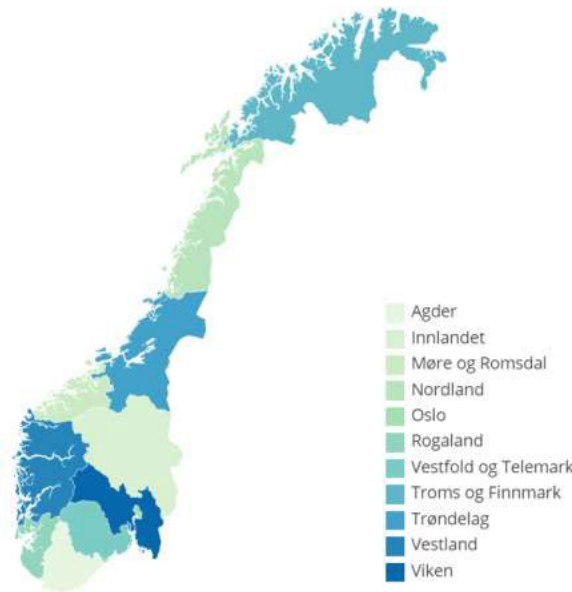 Agder
Innlandet
Møre og Romsdal
Nordland
Oslo
Rogaland
Vestfold og Telemark
Troms og Finnmark
Trøndelag
Vestland
Viken